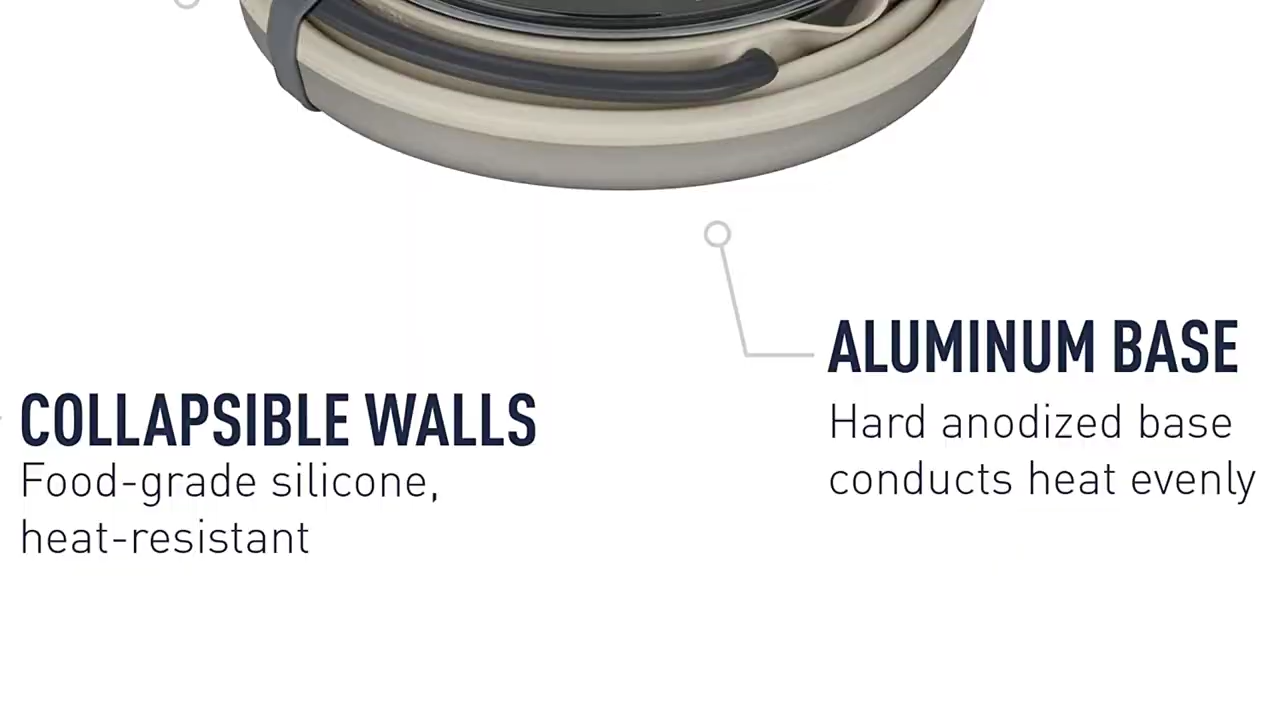 COLLAPSIBLE WALLS
Food-grade silicone,
heat-resistant
ALUMINUM BASE
Hard anodized base
conducts heat evenly